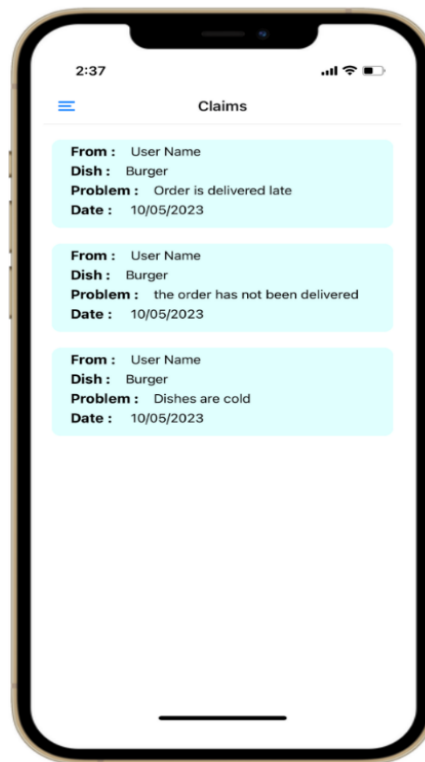 2:37
Claims
From : User Name
Dish : Burger
Problem : Order is delivered late
Date : 10/05/2023
From : User Name
Dish : Burger
Problem : the order has not been delivered
Date : 10/05/2023
From : User Name
Dish : Burger
Problem : Dishes are cold
Date : 10/05/2023